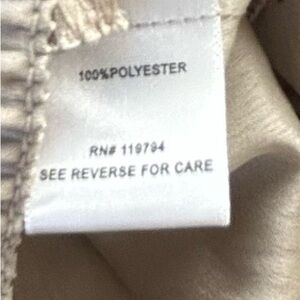 100%POLYESTER
RN# 119794
SEE REVERSE FOR CARE